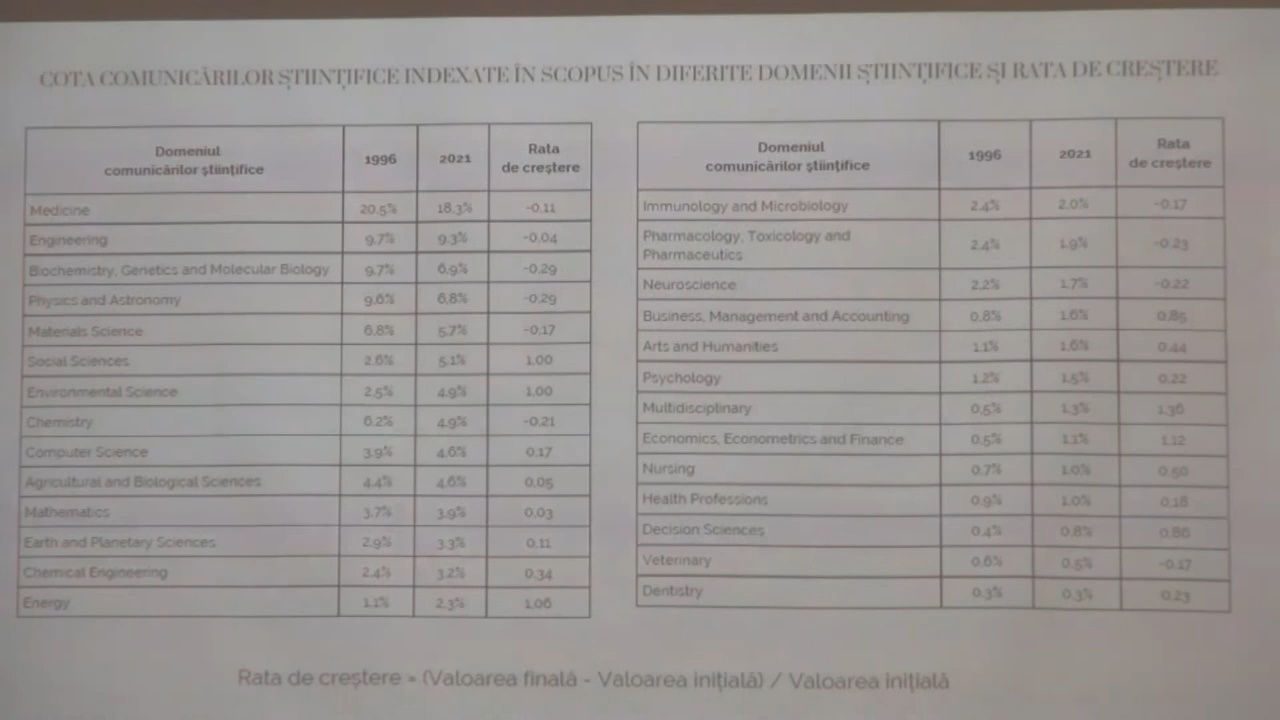 COTA COMUNICĂRILOR ȘTIINȚIFICE INDEXATE ÎN SCOPUS ÎN DIFERITE DOMENII ȘTIINȚIFICE ȘI RATA DE CREȘTERE
Domeniul comunicărilor științifice 1996 2021 Rata de creștere
Medicine 20.5% 18.3% -0,11
Engineering 9.7% 9.3% -0,04
Biochemistry, Genetics and Molecular Biology 9.7% 6.9% -0,29
Physics and Astronomy 9.6% 6.8% -0,29
Materials Science 6.8% 5.7% -0,17
Social Sciences 2.6% 5.1% 1,00
Environmental Science 2.5% 4.9% 1,00
Chemistry 6.2% 4.9% -0,21
Computer Science 3.9% 4.6% 0,17
Agricultural and Biological Sciences 4.4% 4.6% 0,05
Mathematics 3.7% 3.9% 0,03
Earth and Planetary Sciences 2.9% 3.3% 0,11
Chemical Engineering 2.4% 3.2% 0,34
Energy 1.1% 2.3% 1,06
Domeniul comunicărilor științifice 1996 2021 Rata de creștere
Immunology and Microbiology 2.4% 2.0% -0,17
Pharmacology, Toxicology and Pharmaceutics 2.4% 1.9% -0,23
Neuroscience 2.2% 1.7% -0,22
Business, Management and Accounting 0.8% 1.6% 0,85
Arts and Humanities 1.1% 1.6% 0,44
Psychology 1.2% 1.5% 0,22
Multidisciplinary 0.5% 1.3% 1,36
Economics, Econometrics and Finance 0.5% 1.1% 1,12
Nursing 0.7% 1.0% 0,50
Health Professions 0.9% 1.0% 0,18
Decision Sciences 0.4% 0.8% 0,86
Veterinary 0.6% 0.5% -0,17
Dentistry 0.3% 0.3% 0,23
Rata de creștere = (Valoarea finală - Valoarea inițială) / Valoarea inițială